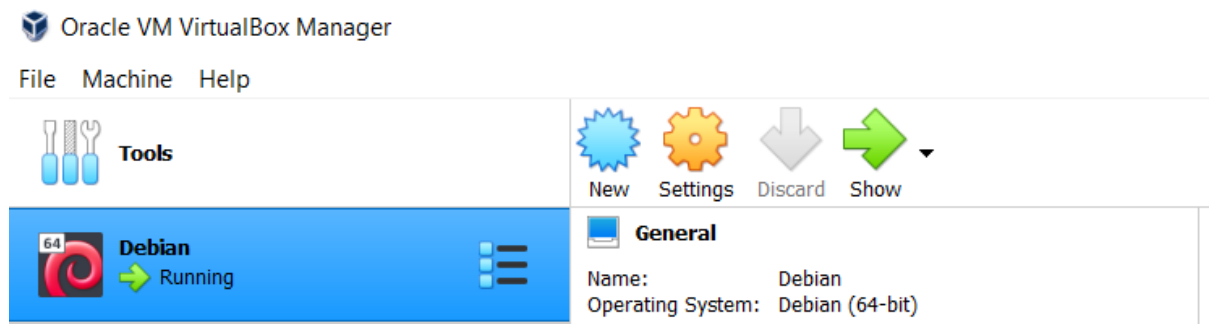 Oracle VM VirtualBox Manager
File Machine Help
Tools
New Settings Discard Show
64
Debian
Running
General
Name: Debian
Operating System: Debian (64-bit)